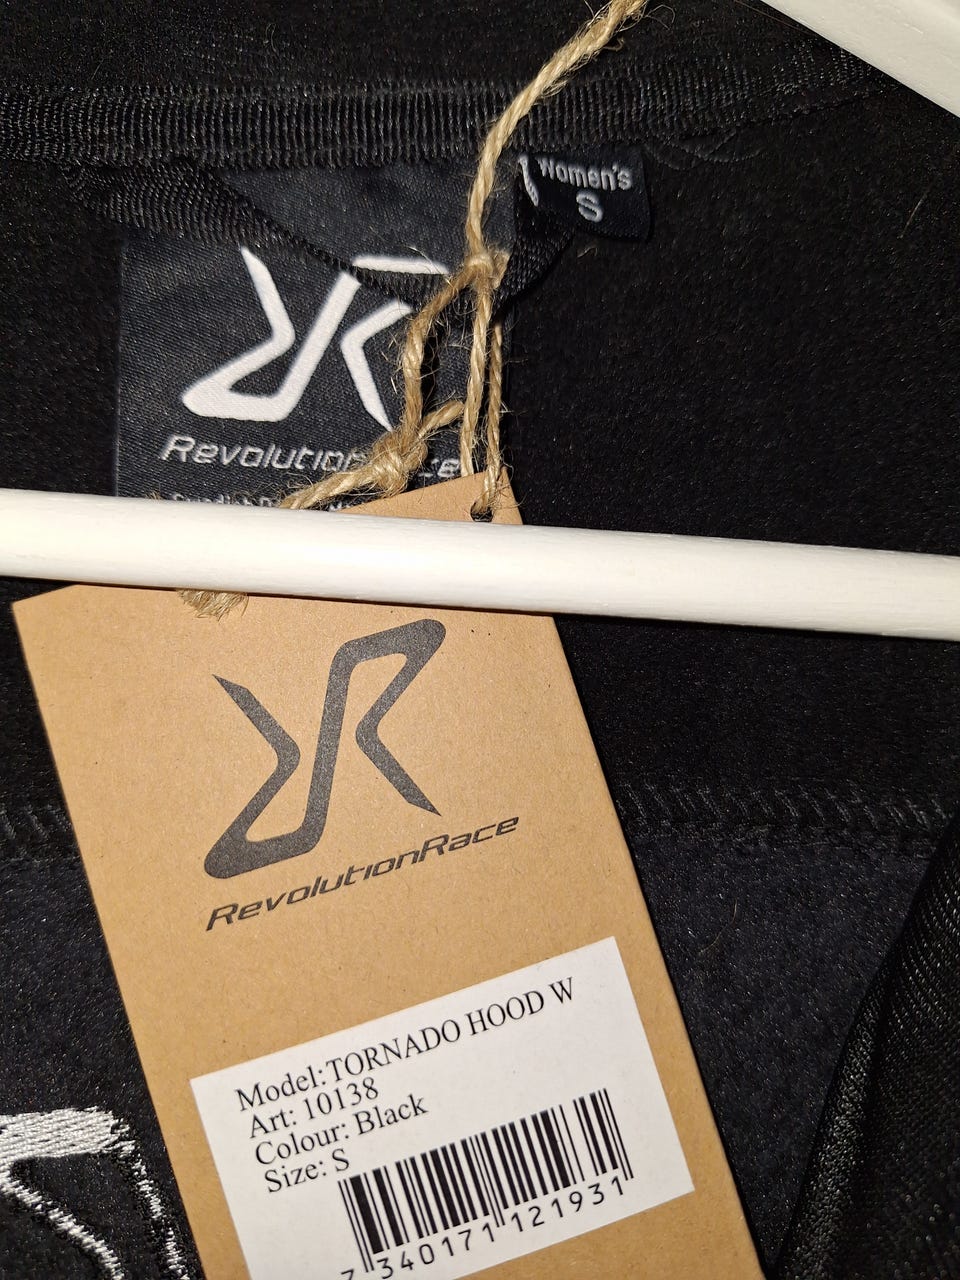 Women's
S
RevolutionRace
RevolutionRace
Model: TORNADO HOOD W
Art: 10138
Colour: Black
Size: S
7 340171 121931